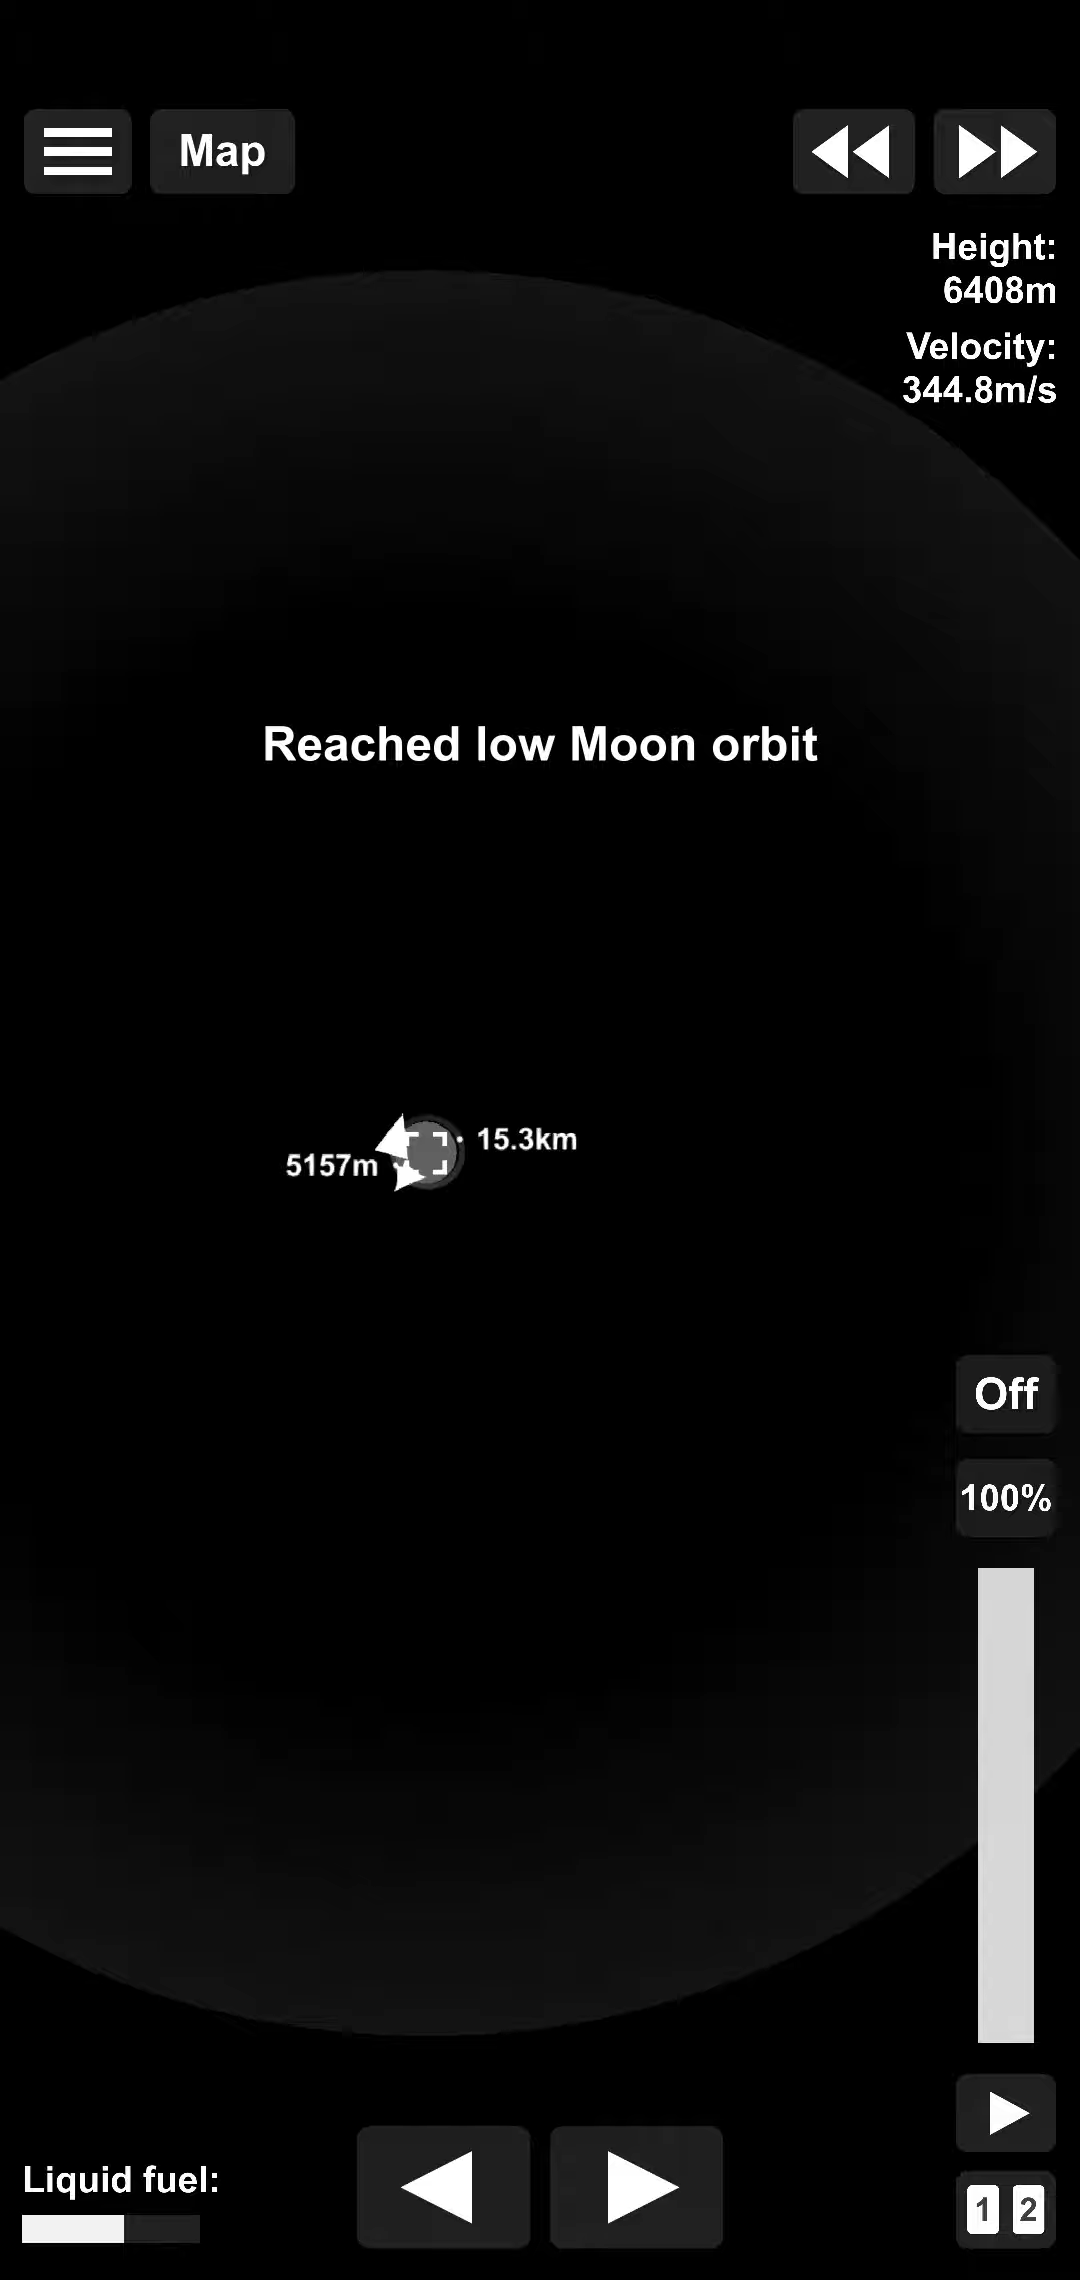 Map
Height:
6408m
Velocity:
344.8m/s
Reached low Moon orbit
15.3km
5157m
Off
100%
Liquid fuel:
1 2